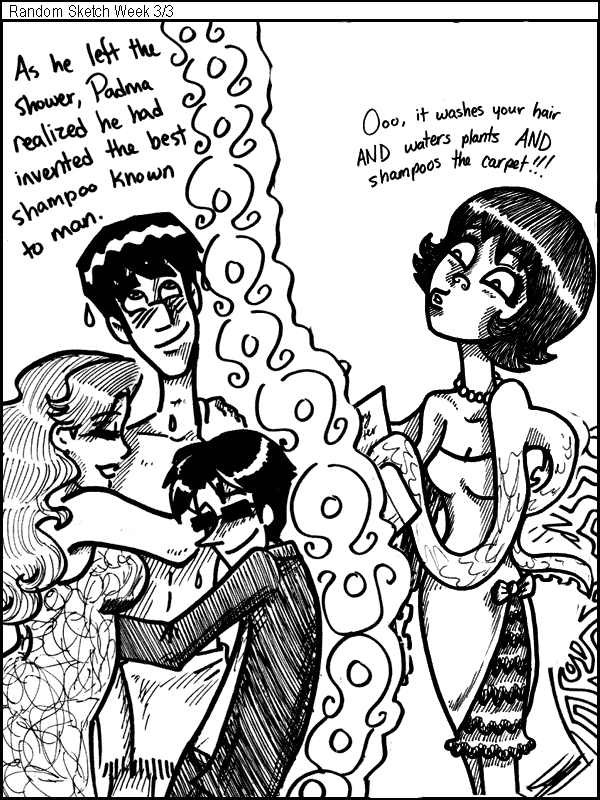 Random Sketch Week 3/3
As he left the
shower, Padma
realized he had
invented the best
shampoo known
to man.
Ooo, it washes your hair
AND waters plants AND
shampoos the carpet!!!